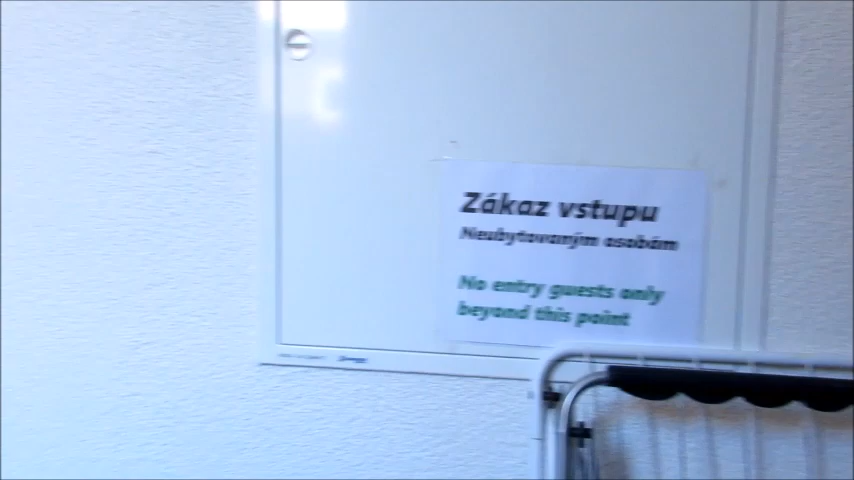 Zákaz vstupu
Neubytovaným osobám
No entry guests only
beyond this point